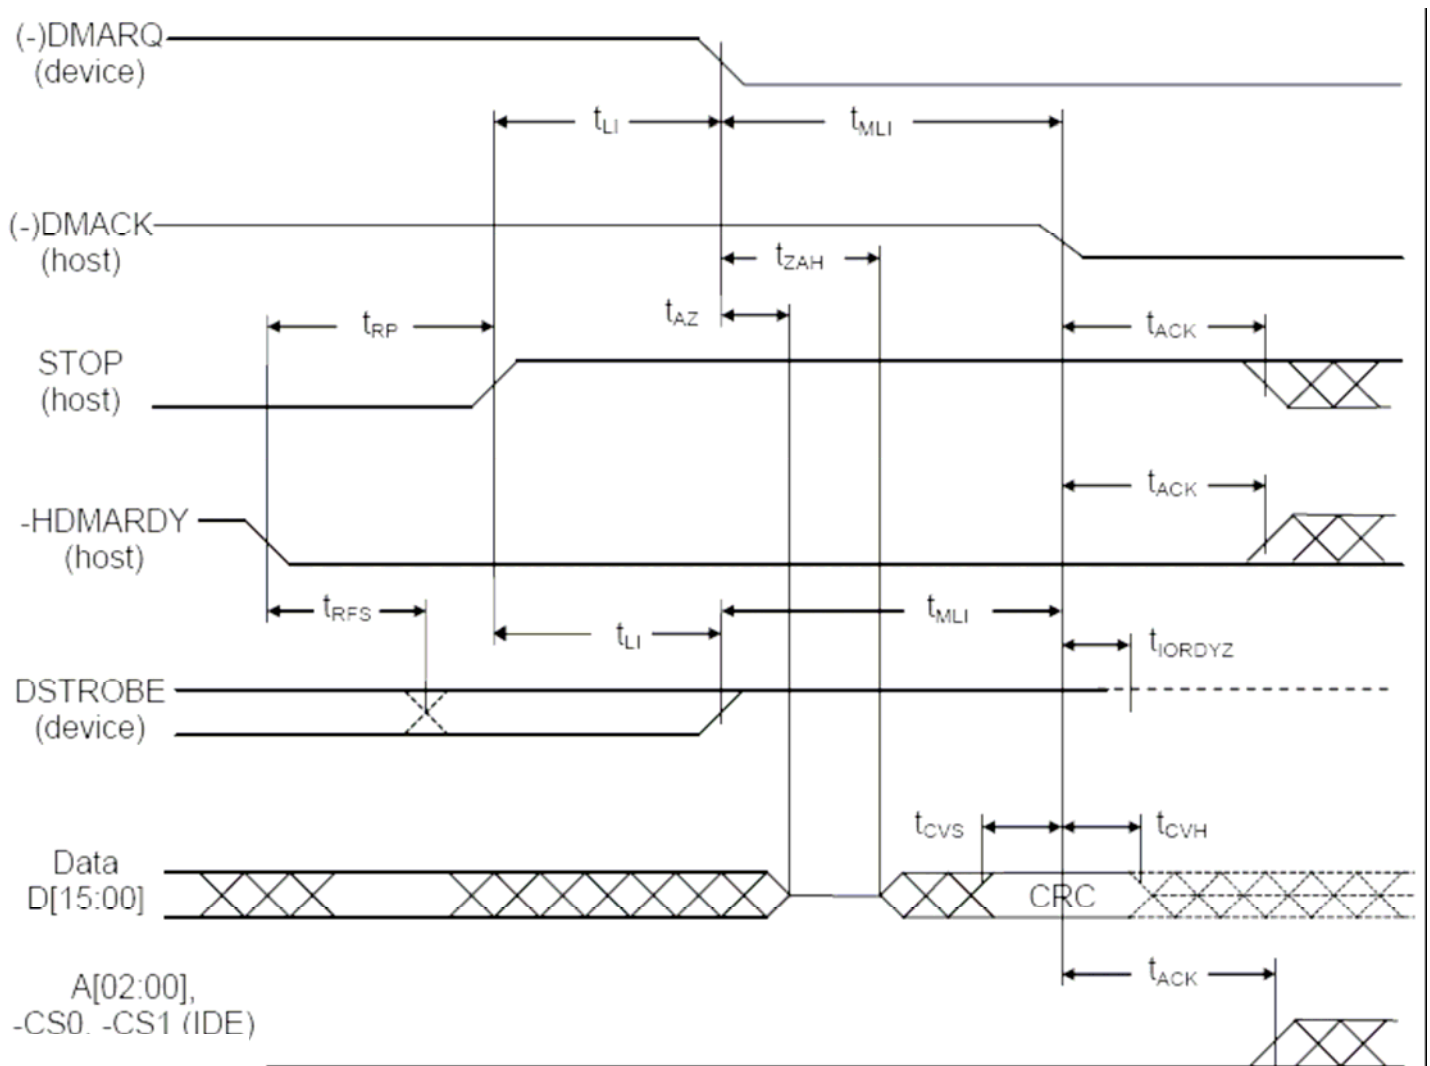 (-)DMARQ
(device)
tLI
tMLI
(-)DMACK
(host)
tZAH
tAZ
tRP
tACK
STOP
(host)
tACK
-HDMARDY
(host)
tRFS
tMLI
tLI
tIORDYZ
DSTROBE
(device)
tCVS
tCVH
Data
D[15:00]
CRC
tACK
A[02:00],
-CS0. -CS1 (IDE)